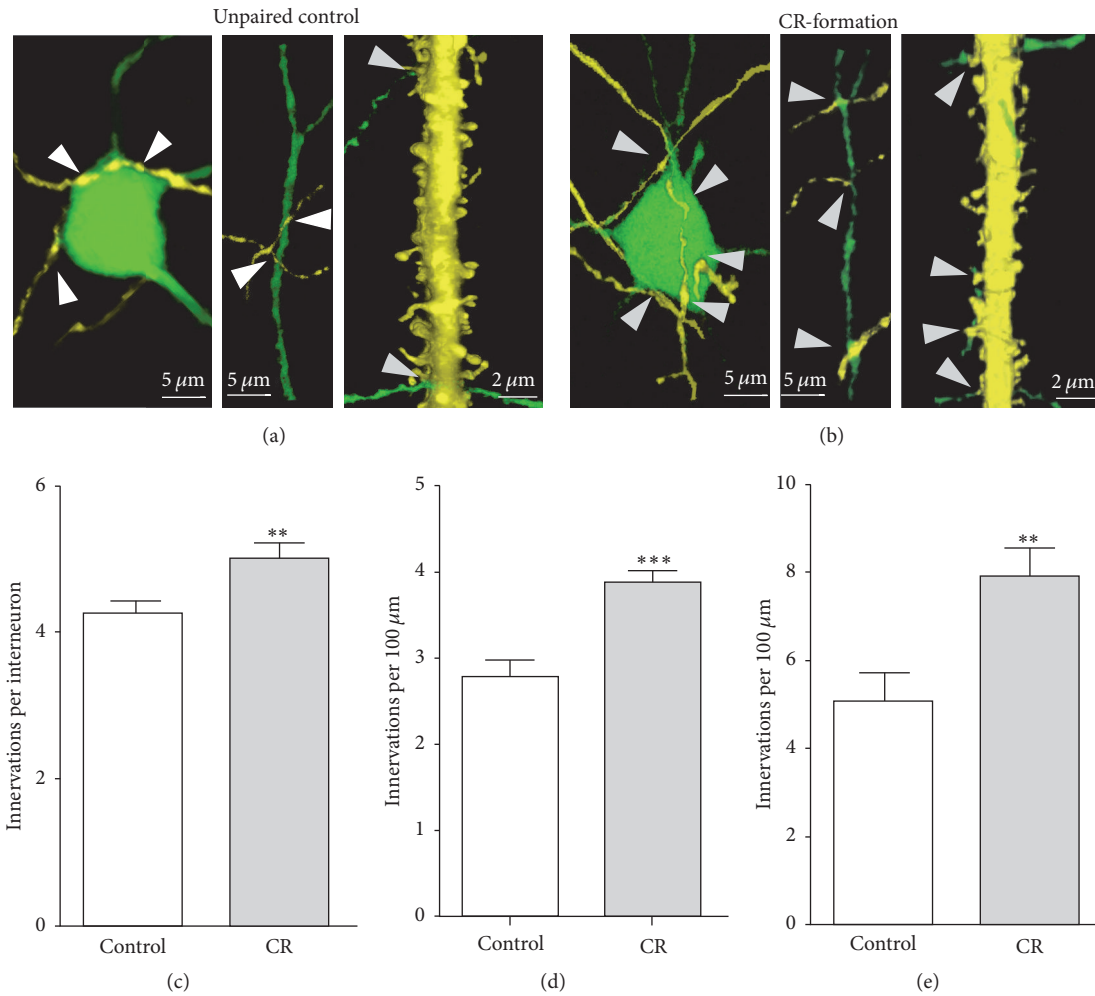 Unpaired control
CR-formation
5 μm
5 μm
2 μm
5 μm
5 μm
2 μm
(a)
(b)
Innervations per interneuron
6
4
2
0
**
Control
CR
(c)
Innervations per 100 μm
5
4
3
2
1
0
***
Control
CR
(d)
Innervations per 100 μm
10
8
6
4
2
0
**
Control
CR
(e)